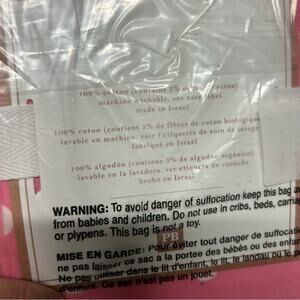 100% cotton (contains 5% organic cotton)
machine washable, see care label
made in Israel
100% coton (contient 5% de fibres de coton biologique)
lavable en machine, voir l'étiquette de soin de lavage
fabriqué en Israël
100% algodón (contiene 5% de algodón orgánico)
lavable en la lavadora, ver etiqueta de cuidado
hecho en Israel
WARNING: To avoid danger of suffocation keep this bag a
from babies and children. Do not use in cribs, beds, carria
or plypens. This bag is not a toy.
PB
MISE EN GARDE: Pour éviter tout danger de suffocatio
ne pas laisser ce sac a la portee des bébés ou des enfan
Ne pas utiliser dans le lit d'enfant, le lit, le landau ou le p
d'enfant. Ce sac n'est pas un jouet.